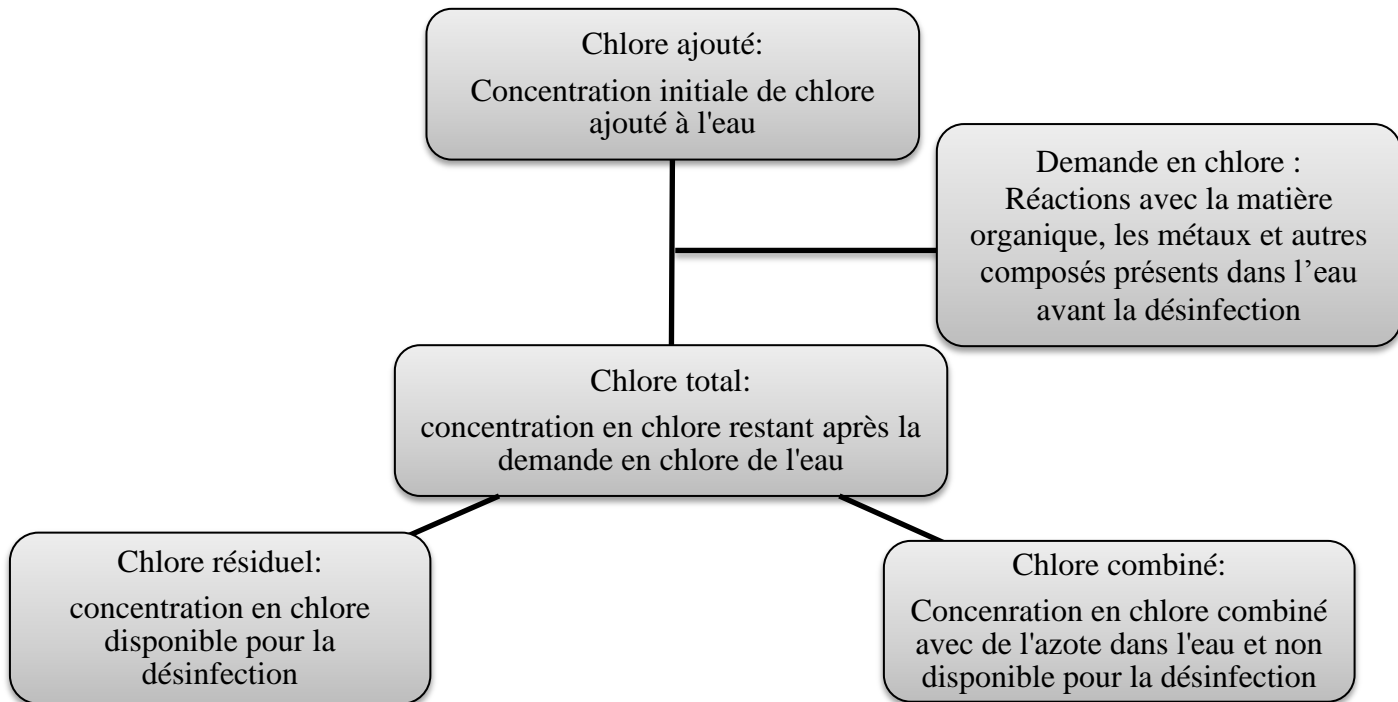 Chlore ajouté:
Concentration initiale de chlore
ajouté à l'eau
Demande en chlore :
Réactions avec la matière
organique, les métaux et autres
composés présents dans l’eau
avant la désinfection
Chlore total:
concentration en chlore restant après la
demande en chlore de l'eau
Chlore résiduel:
concentration en chlore
disponible pour la
désinfection
Chlore combiné:
Concenration en chlore combiné
avec de l'azote dans l'eau et non
disponible pour la désinfection